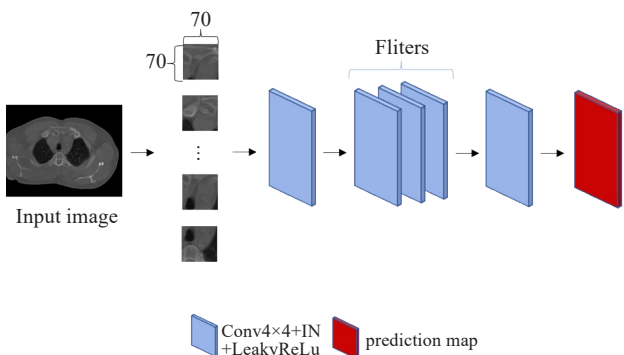 70
70
Fliters
Input image
Conv4×4+IN
+LeakyReLu
prediction map